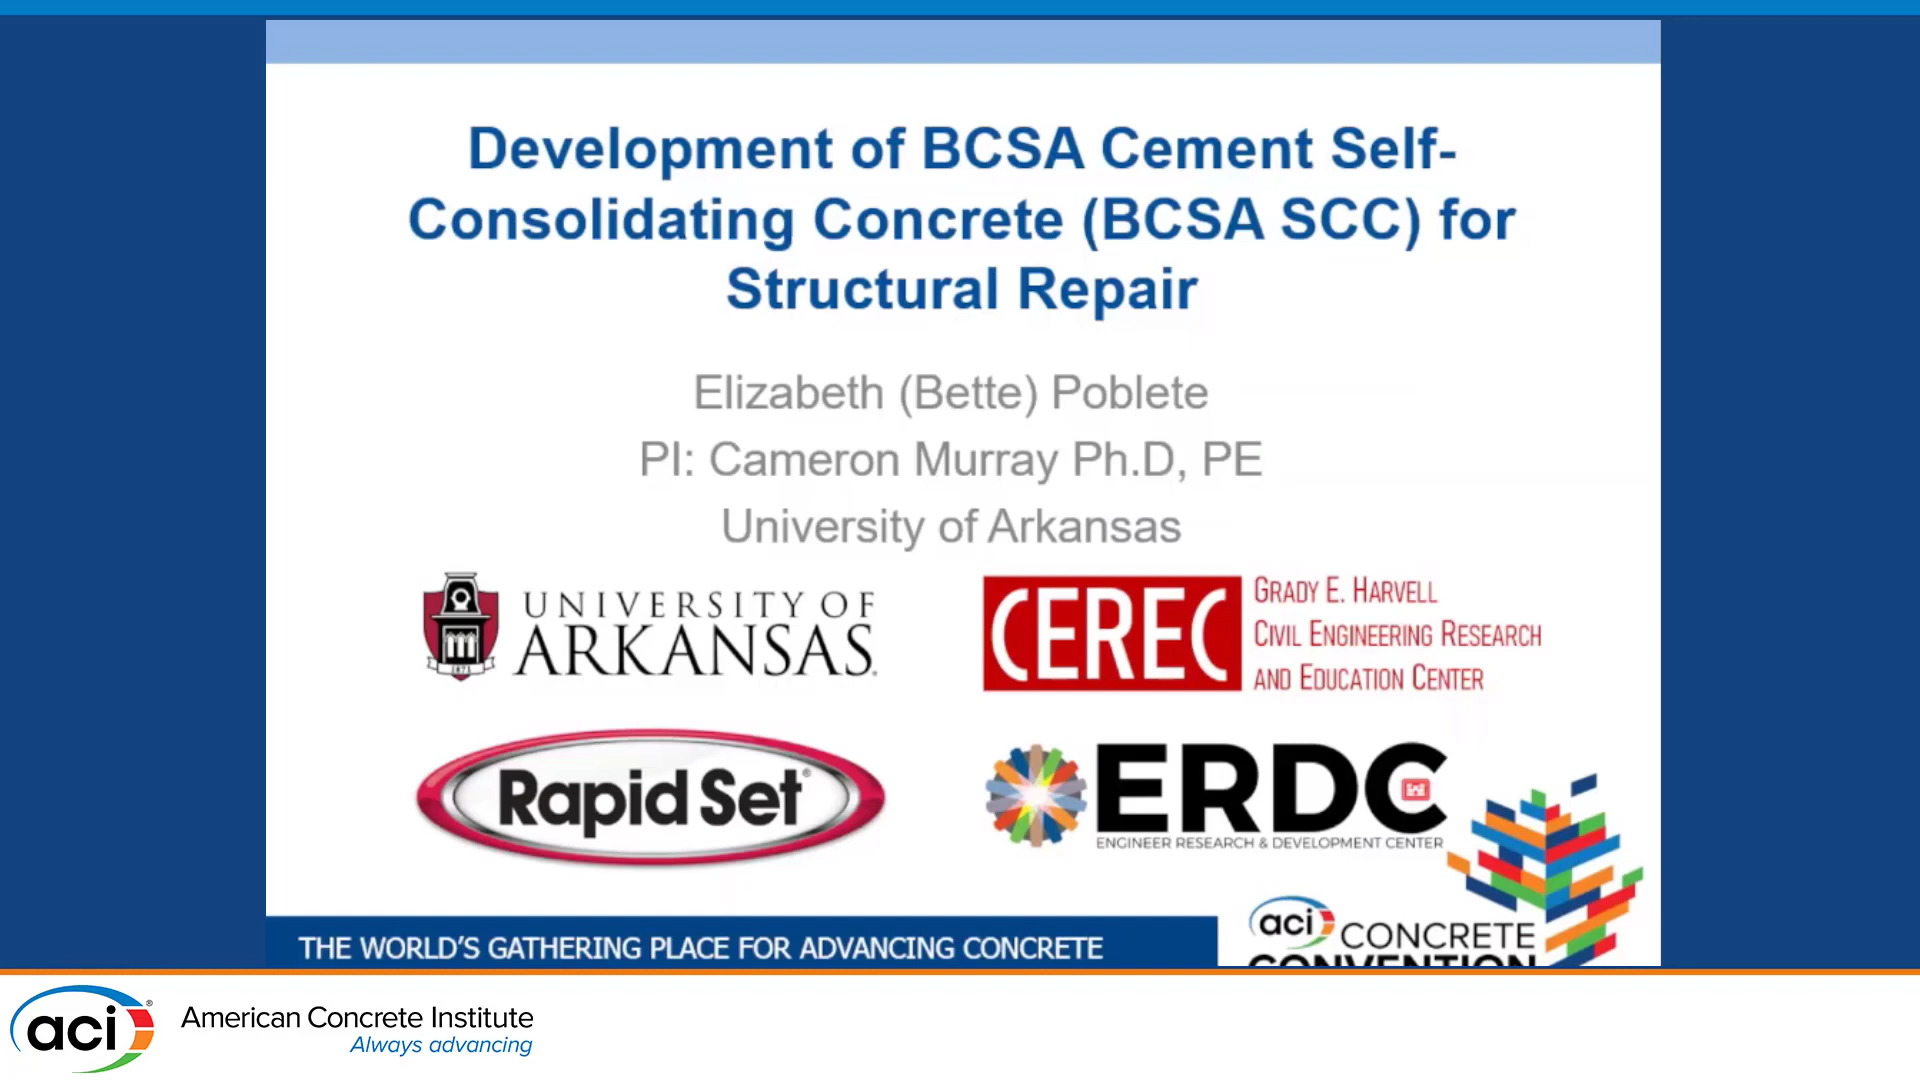 Development of BCSA Cement Self-
Consolidating Concrete (BCSA SCC) for
Structural Repair
Elizabeth (Bette) Poblete
PI: Cameron Murray Ph.D, PE
University of Arkansas
UNIVERSITY OF
ARKANSAS
1871
CEREC
GRADY E. HARVELL
CIVIL ENGINEERING RESEARCH
AND EDUCATION CENTER
Rapid Set®
ERDC
ENGINEER RESEARCH & DEVELOPMENT CENTER
THE WORLD'S GATHERING PLACE FOR ADVANCING CONCRETE
aci
CONCRETE
CONVENTION
aci®
American Concrete Institute
Always advancing